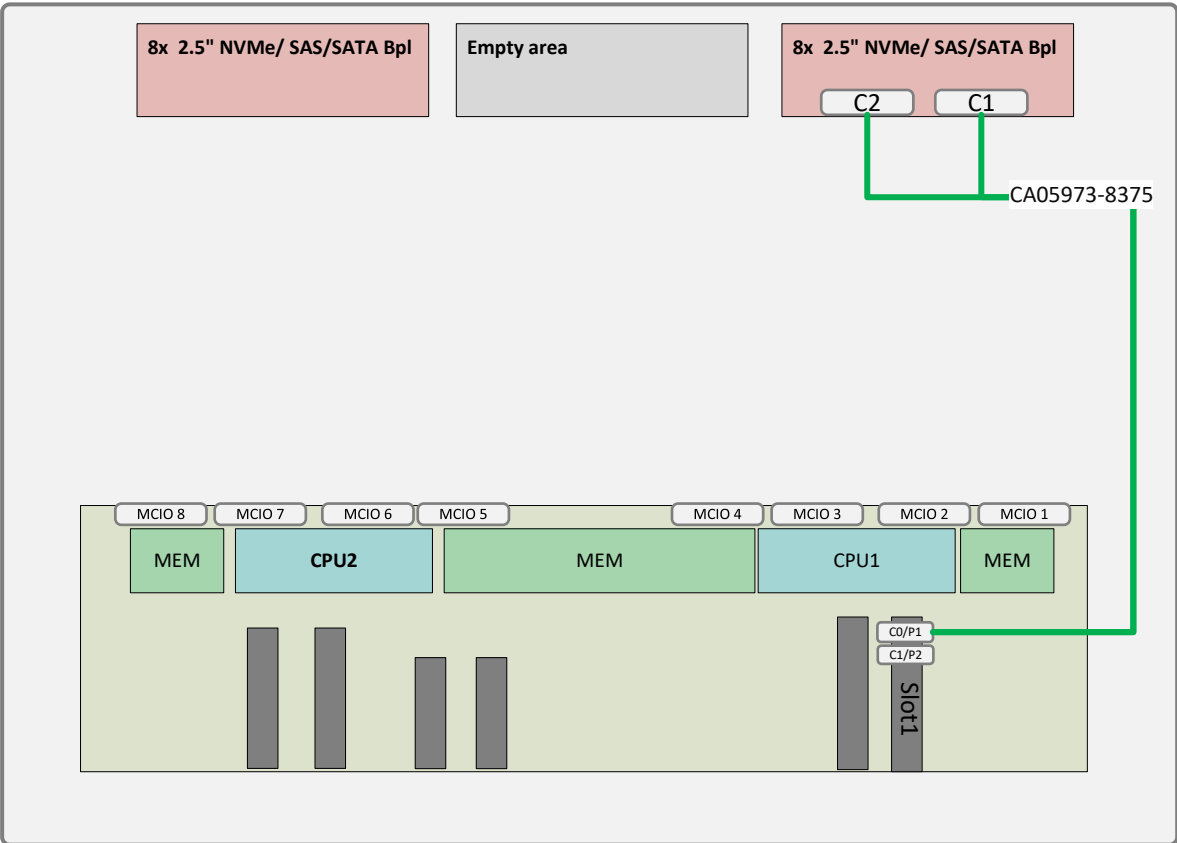 8x  2.5" NVMe/ SAS/SATA Bpl
Empty area
8x  2.5" NVMe/ SAS/SATA Bpl
C2
C1
CA05973-8375
MCIO 8
MCIO 7
MCIO 6
MCIO 5
MCIO 4
MCIO 3
MCIO 2
MCIO 1
MEM
CPU2
MEM
CPU1
MEM
C0/P1
C1/P2
Slot1